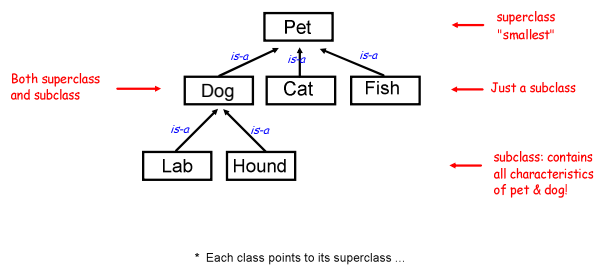 Pet
superclass
"smallest"
is-a
is-a
is-a
Both superclass
and subclass
Dog
Cat
Fish
Just a subclass
is-a
is-a
Lab
Hound
subclass: contains
all characteristics
of pet & dog!
* Each class points to its superclass ...